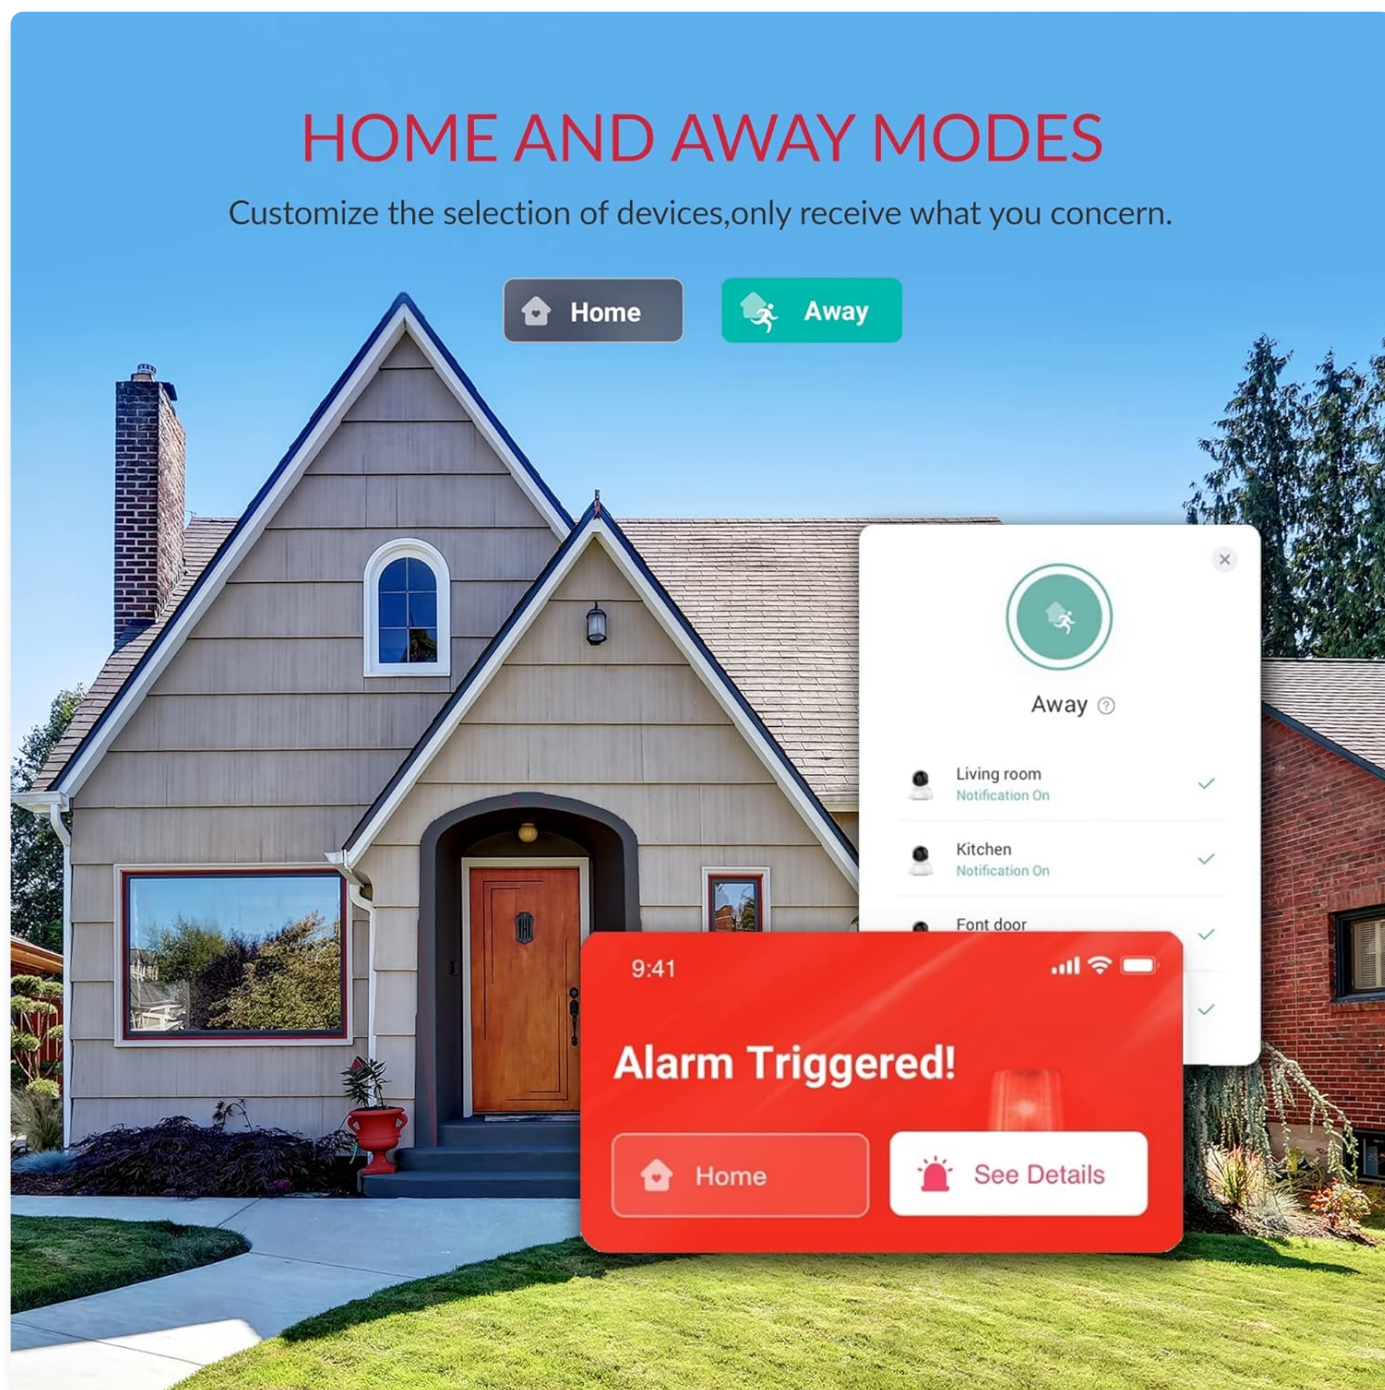 HOME AND AWAY MODES
Customize the selection of devices,only receive what you concern.
Home
Away
Away ?
Living room
Notification On
Kitchen
Notification On
Font door
9:41
Alarm Triggered!
Home
See Details